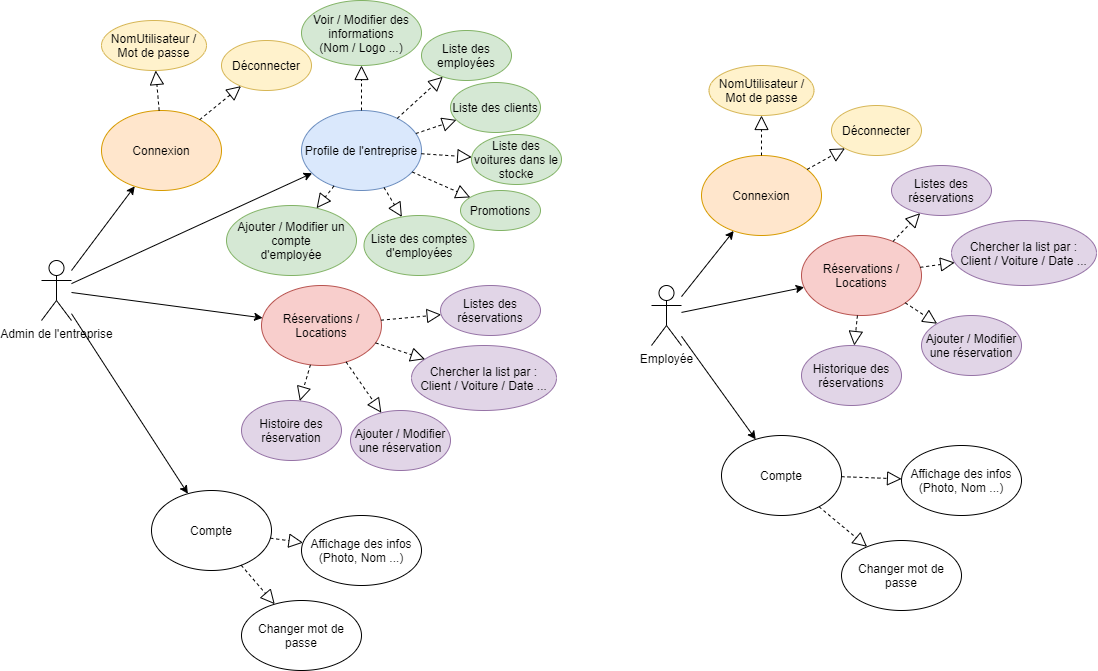 Voir / Modifier des
informations
(Nom / Logo ...)
NomUtilisateur /
Mot de passe
Déconnecter
Liste des
employées
Liste des clients
Connexion
Profile de l'entreprise
Liste des
voitures dans le
stocke
Promotions
Ajouter / Modifier un
compte
d'employée
Liste des comptes
d'employées
Admin de l'entreprise
Réservations /
Locations
Listes des
réservations
Chercher la list par :
Client / Voiture / Date ...
Histoire des
réservation
Ajouter / Modifier
une réservation
Compte
Affichage des infos
(Photo, Nom ...)
Changer mot de
passe
NomUtilisateur /
Mot de passe
Déconnecter
Connexion
Listes des
réservations
Réservations /
Locations
Chercher la list par :
Client / Voiture / Date ...
Employée
Ajouter / Modifier
une réservation
Historique des
réservations
Compte
Affichage des infos
(Photo, Nom ...)
Changer mot de
passe